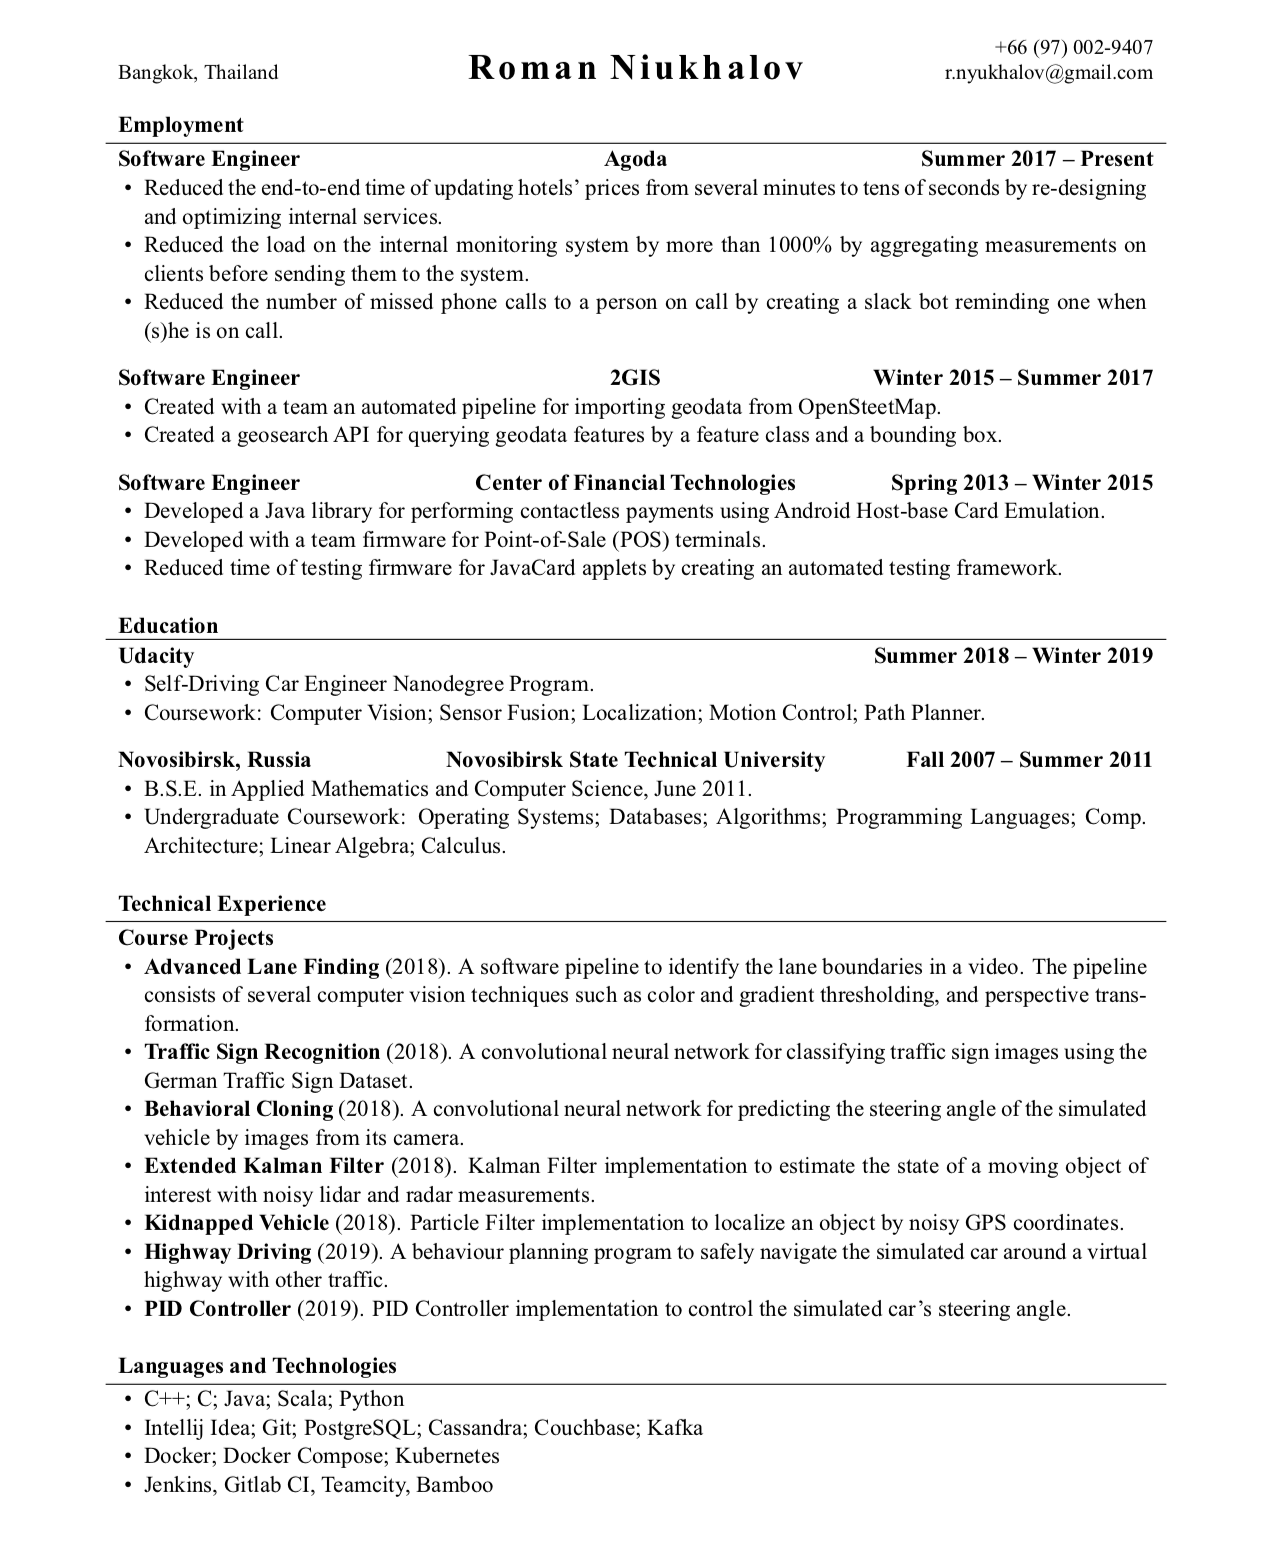 +66 (97) 002-9407
Bangkok, Thailand Roman Niukhalov r.nyukhalov@gmail.com
Employment
Software Engineer Agoda Summer 2017 – Present
• Reduced the end-to-end time of updating hotels’ prices from several minutes to tens of seconds by re-designing
and optimizing internal services.
• Reduced the load on the internal monitoring system by more than 1000% by aggregating measurements on
clients before sending them to the system.
• Reduced the number of missed phone calls to a person on call by creating a slack bot reminding one when
(s)he is on call.
Software Engineer 2GIS Winter 2015 – Summer 2017
• Created with a team an automated pipeline for importing geodata from OpenSteetMap.
• Created a geosearch API for querying geodata features by a feature class and a bounding box.
Software Engineer Center of Financial Technologies Spring 2013 – Winter 2015
• Developed a Java library for performing contactless payments using Android Host-base Card Emulation.
• Developed with a team firmware for Point-of-Sale (POS) terminals.
• Reduced time of testing firmware for JavaCard applets by creating an automated testing framework.
Education
Udacity Summer 2018 – Winter 2019
• Self-Driving Car Engineer Nanodegree Program.
• Coursework: Computer Vision; Sensor Fusion; Localization; Motion Control; Path Planner.
Novosibirsk, Russia Novosibirsk State Technical University Fall 2007 – Summer 2011
• B.S.E. in Applied Mathematics and Computer Science, June 2011.
• Undergraduate Coursework: Operating Systems; Databases; Algorithms; Programming Languages; Comp.
Architecture; Linear Algebra; Calculus.
Technical Experience
Course Projects
• Advanced Lane Finding (2018). A software pipeline to identify the lane boundaries in a video. The pipeline
consists of several computer vision techniques such as color and gradient thresholding, and perspective trans-
formation.
• Traffic Sign Recognition (2018). A convolutional neural network for classifying traffic sign images using the
German Traffic Sign Dataset.
• Behavioral Cloning (2018). A convolutional neural network for predicting the steering angle of the simulated
vehicle by images from its camera.
• Extended Kalman Filter (2018). Kalman Filter implementation to estimate the state of a moving object of
interest with noisy lidar and radar measurements.
• Kidnapped Vehicle (2018). Particle Filter implementation to localize an object by noisy GPS coordinates.
• Highway Driving (2019). A behaviour planning program to safely navigate the simulated car around a virtual
highway with other traffic.
• PID Controller (2019). PID Controller implementation to control the simulated car’s steering angle.
Languages and Technologies
• C++; C; Java; Scala; Python
• Intellij Idea; Git; PostgreSQL; Cassandra; Couchbase; Kafka
• Docker; Docker Compose; Kubernetes
• Jenkins, Gitlab CI, Teamcity, Bamboo